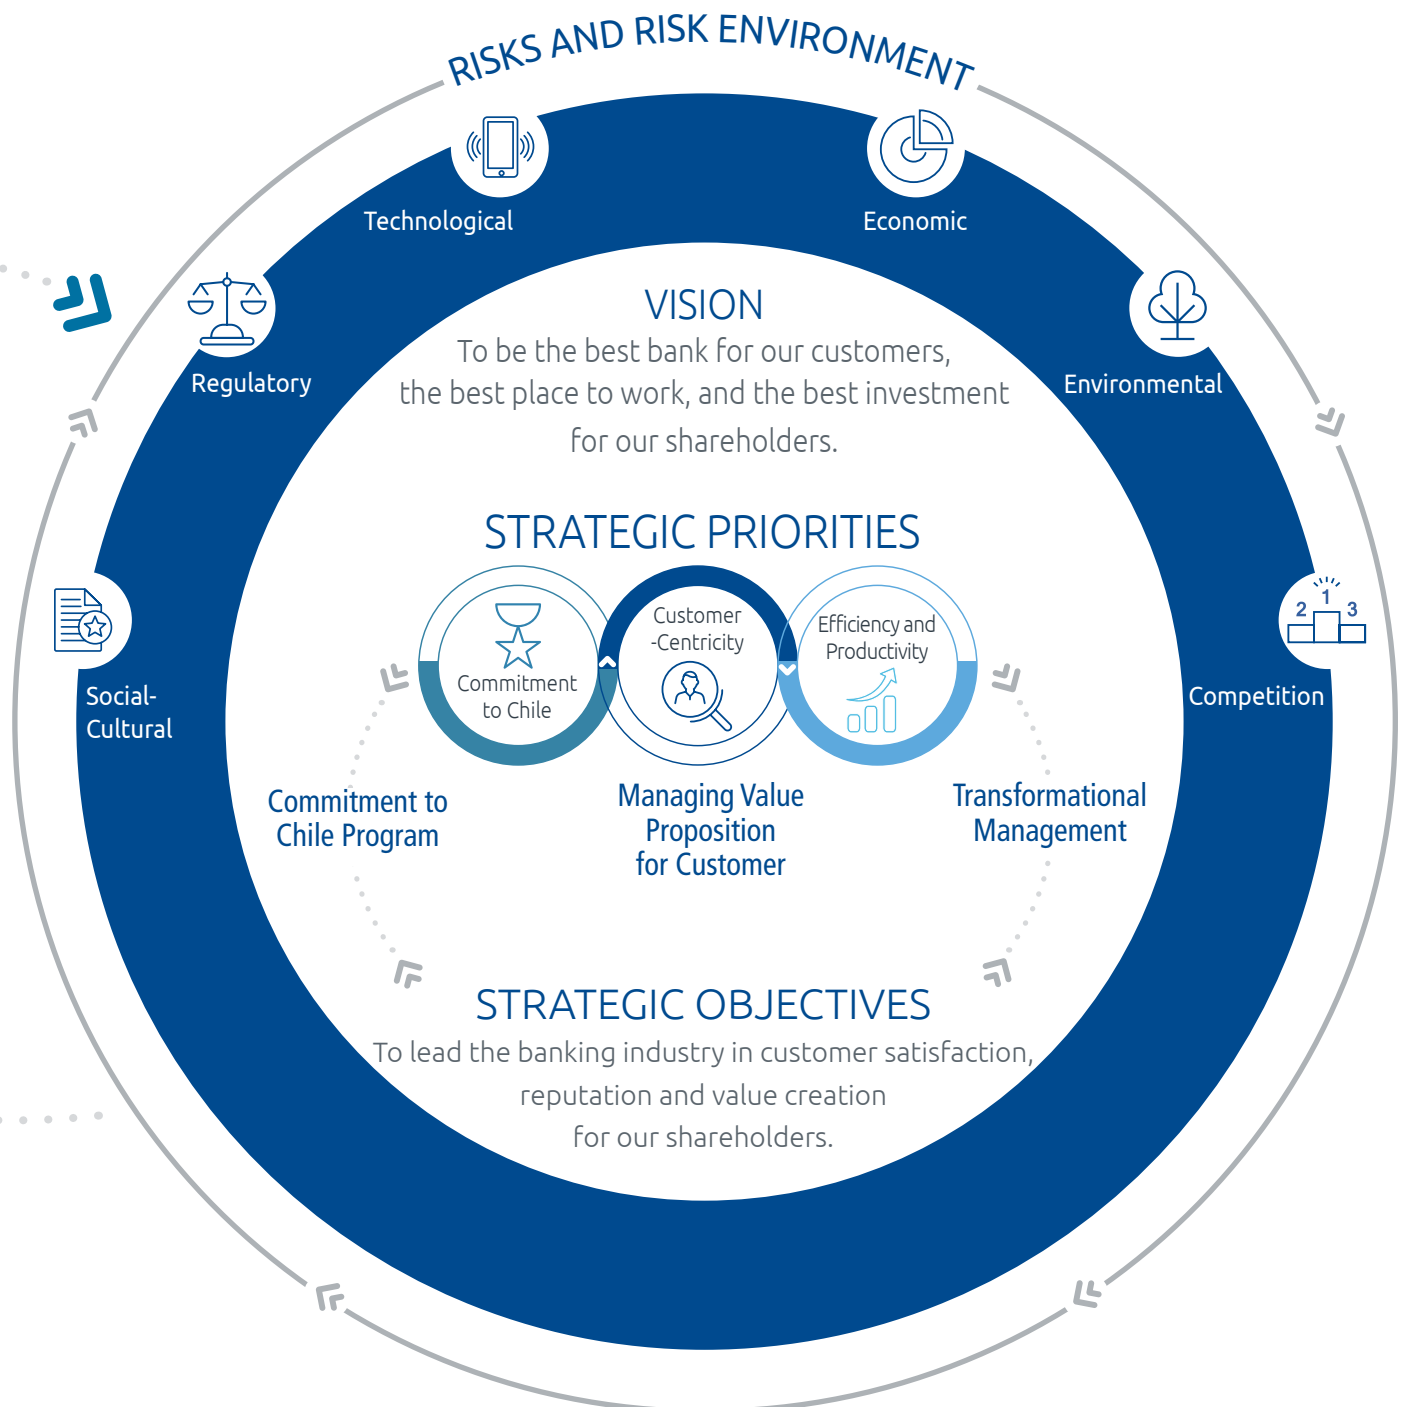 RISKS AND RISK ENVIRONMENT
Technological
Economic
Regulatory
Environmental
Social-
Cultural
Competition
2 1 3
VISION
To be the best bank for our customers,
the best place to work, and the best investment
for our shareholders.
STRATEGIC PRIORITIES
Commitment
to Chile
Customer
-Centricity
Efficiency and
Productivity
Commitment to
Chile Program
Managing Value
Proposition
for Customer
Transformational
Management
STRATEGIC OBJECTIVES
To lead the banking industry in customer satisfaction,
reputation and value creation
for our shareholders.